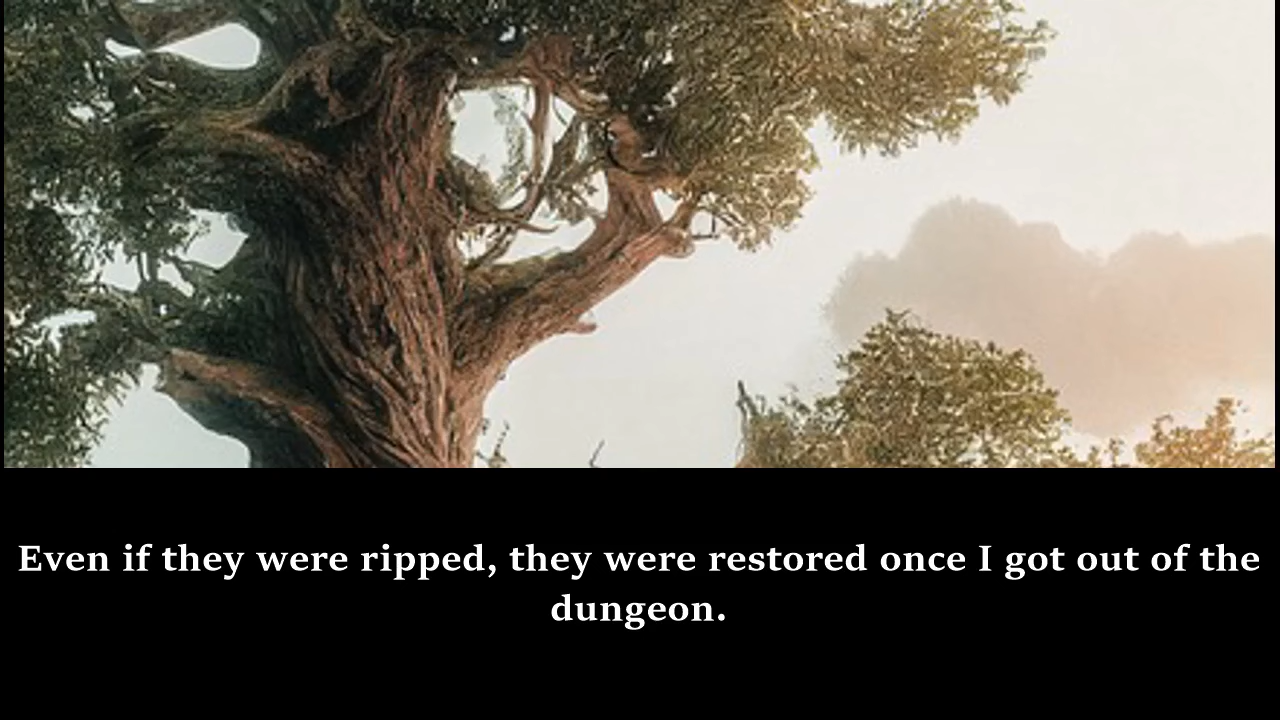 Even if they were ripped, they were restored once I got out of the
dungeon.